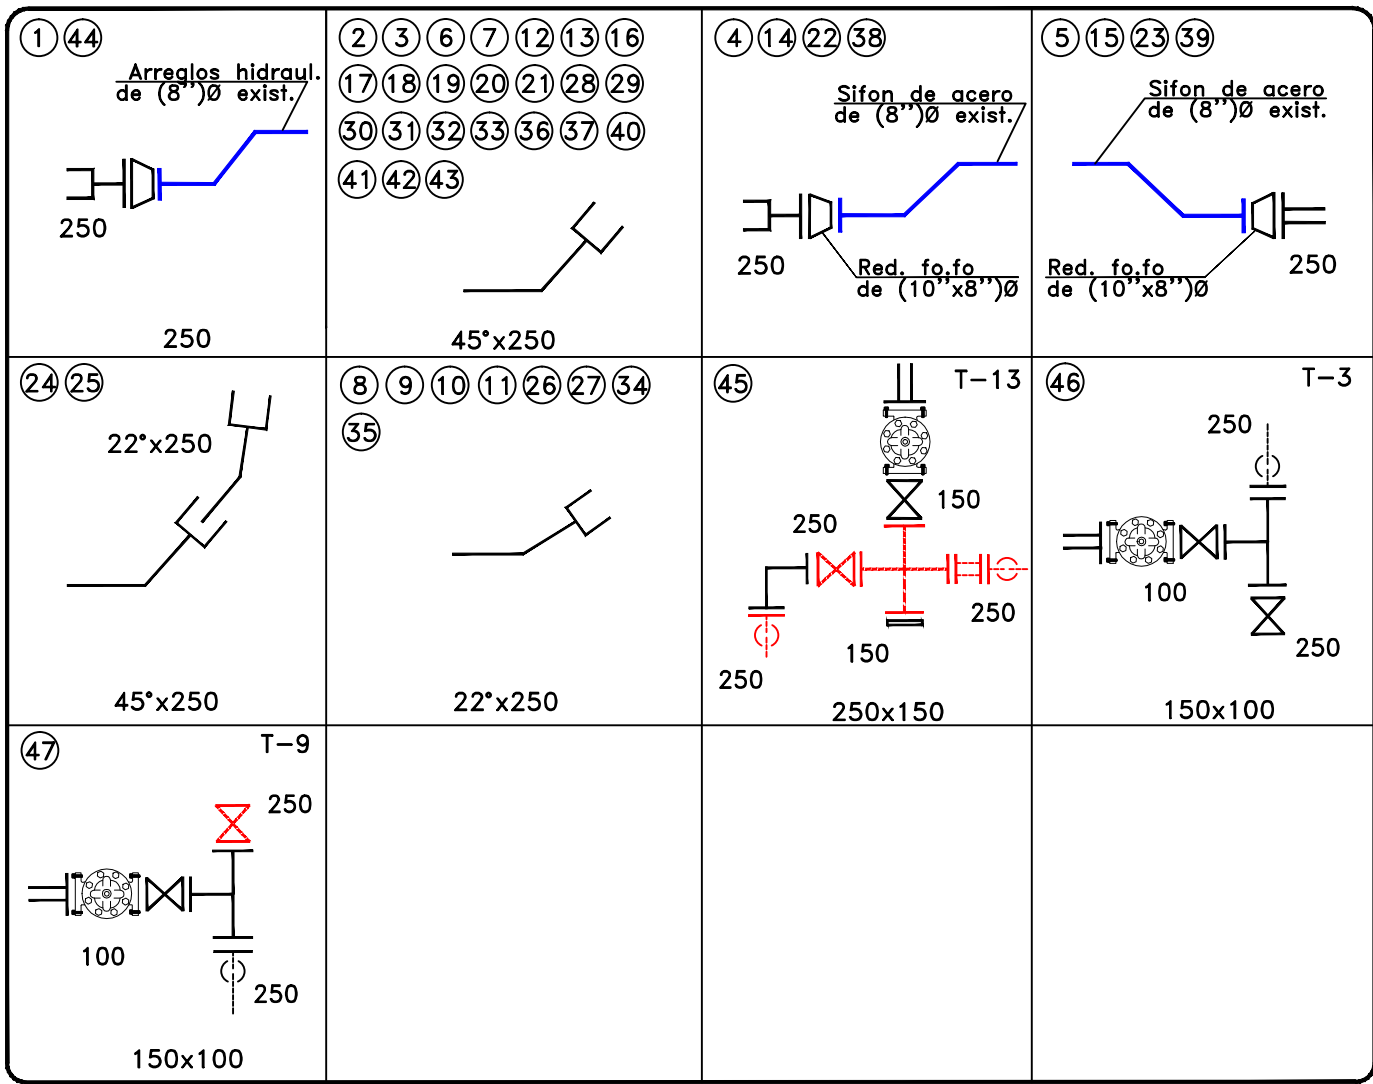 1 44
Arreglos hidraul.
de (8")Ø exist.
250
250
2 3 6 7 12 13 16
17 18 19 20 21 28 29
30 31 32 33 36 37 40
41 42 43
45°x250
4 14 22 38
Sifon de acero
de (8")Ø exist.
250
Red. fo.fo
de (10"x8")Ø
5 15 23 39
Sifon de acero
de (8")Ø exist.
Red. fo.fo
de (10"x8")Ø
250
24 25
22°x250
45°x250
8 9 10 11 26 27 34
35
22°x250
45 T-13
150
250
250
150
250
250x150
46 T-3
250
100
250
150x100
47 T-9
250
100
250
150x100